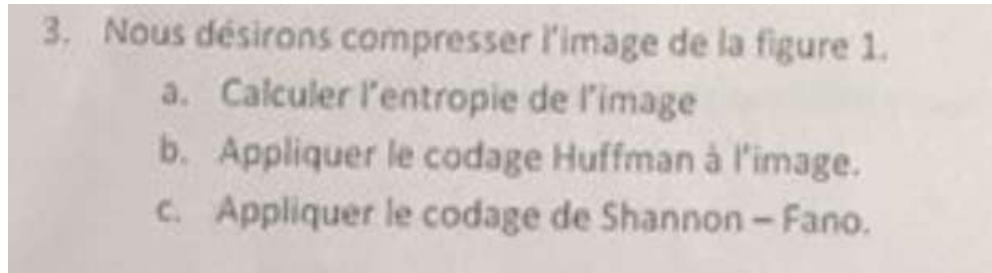 3. Nous désirons compresser l'image de la figure 1.
a. Calculer l'entropie de l'image
b. Appliquer le codage Huffman à l'image.
c. Appliquer le codage de Shannon – Fano.